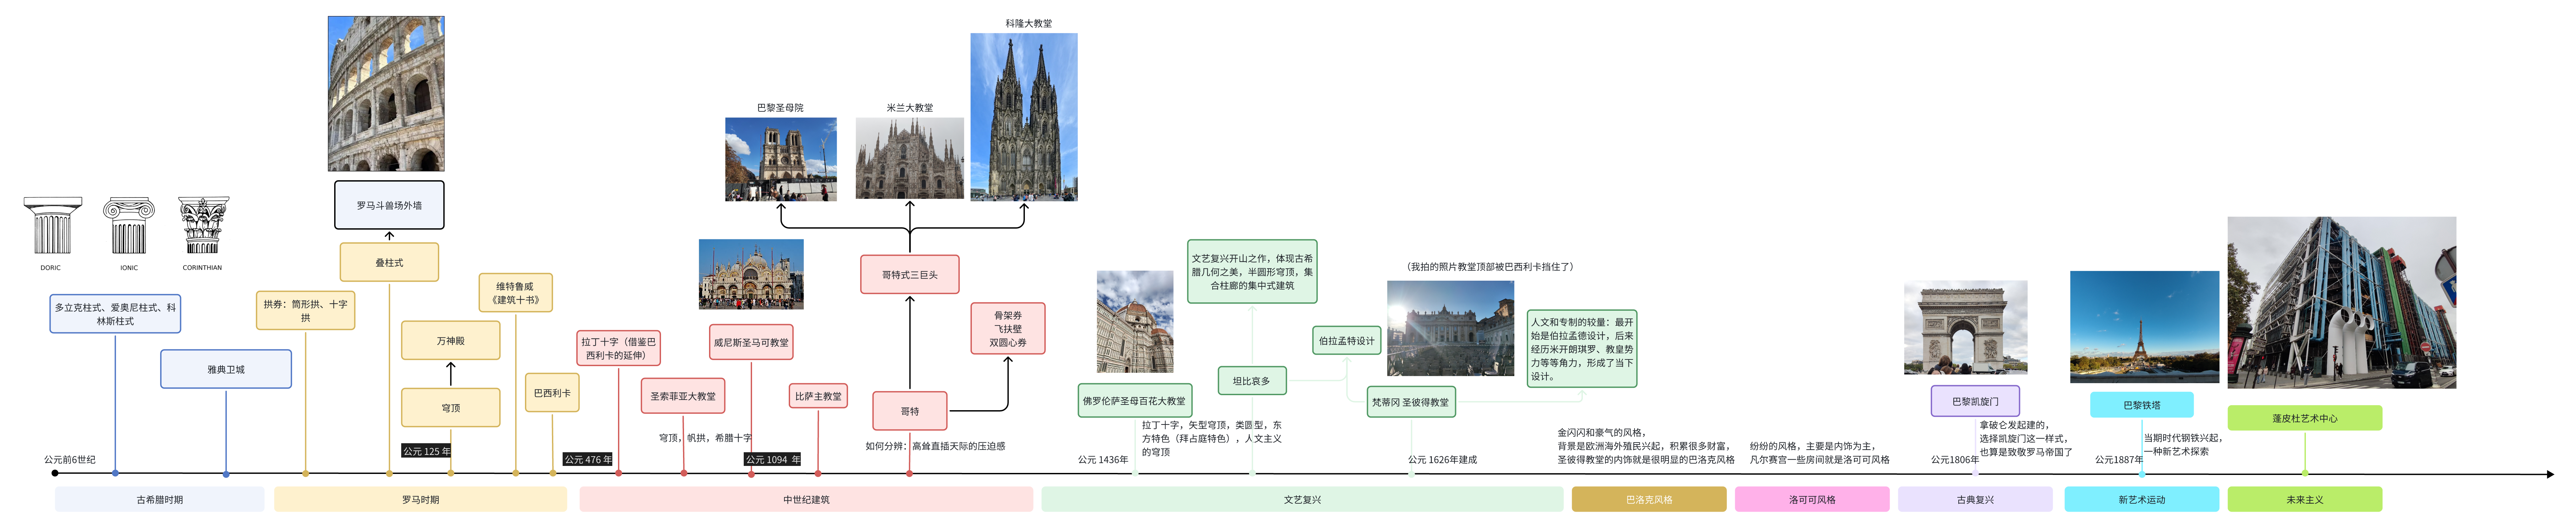 DORIC
IONIC
CORINTHIAN
多立克柱式、爱奥尼柱式、科
林斯柱式
雅典卫城
公元前6世纪
古希腊时期
罗马斗兽场外墙
叠柱式
拱券：筒形拱、十字
拱
万神殿
穹顶
公元 125 年
维特鲁威
《建筑十书》
巴西利卡
罗马时期
公元 476 年
拉丁十字（借鉴巴
西利卡的延伸）
圣索菲亚大教堂
穹顶，帆拱，希腊十字
威尼斯圣马可教堂
公元 1094 年
比萨主教堂
巴黎圣母院
米兰大教堂
科隆大教堂
哥特式三巨头
骨架券
飞扶壁
双圆心券
哥特
如何分辨：高耸直插天际的压迫感
中世纪建筑
佛罗伦萨圣母百花大教堂
拉丁十字，矢型穹顶，类圆型，东
方特色（拜占庭特色），人文主义
的穹顶
公元 1436年
文艺复兴开山之作，体现古希
腊几何之美，半圆形穹顶，集
合柱廊的集中式建筑
坦比哀多
伯拉孟特设计
（我拍的照片教堂顶部被巴西利卡挡住了）
梵蒂冈 圣彼得教堂
人文和专制的较量：最开
始是伯拉孟德设计，后来
经历米开朗琪罗、教皇势
力等等角力，形成了当下
设计。
公元 1626年建成
文艺复兴
金闪闪和豪气的风格，
背景是欧洲海外殖民兴起，积累很多财富，
圣彼得教堂的内饰就是很明显的巴洛克风格
巴洛克风格
纷纷的风格，主要是内饰为主，
凡尔赛宫一些房间就是洛可可风格
洛可可风格
巴黎凯旋门
拿破仑发起建的，
选择凯旋门这一样式，
也算是致敬罗马帝国了
公元1806年
古典复兴
巴黎铁塔
当期时代钢铁兴起，
一种新艺术探索
公元1887年
新艺术运动
蓬皮杜艺术中心
未来主义